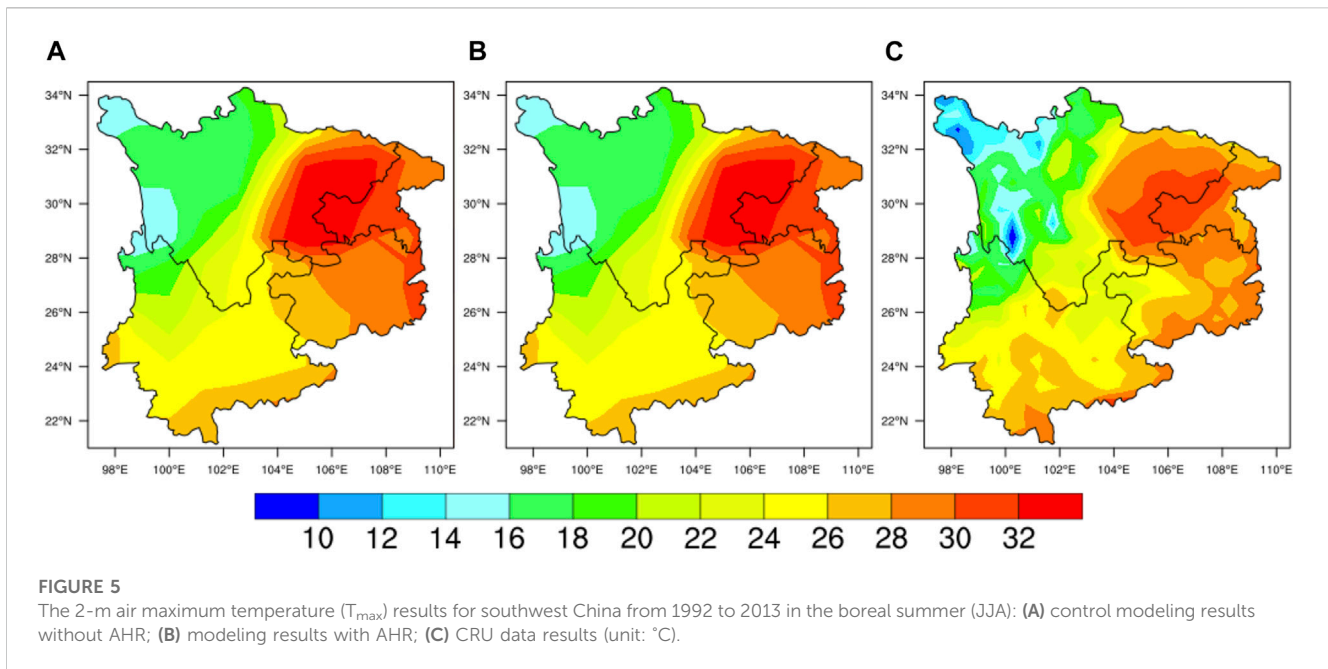 A
B
C
34°N
32°N
30°N
28°N
26°N
24°N
22°N
98°E 100°E 102°E 104°E 106°E 108°E 110°E
34°N
32°N
30°N
28°N
26°N
24°N
22°N
98°E 100°E 102°E 104°E 106°E 108°E 110°E
34°N
32°N
30°N
28°N
26°N
24°N
22°N
98°E 100°E 102°E 104°E 106°E 108°E 110°E
10 12 14 16 18 20 22 24 26 28 30 32
FIGURE 5
The 2-m air maximum temperature (Tmax) results for southwest China from 1992 to 2013 in the boreal summer (JJA): (A) control modeling results
without AHR; (B) modeling results with AHR; (C) CRU data results (unit: °C).